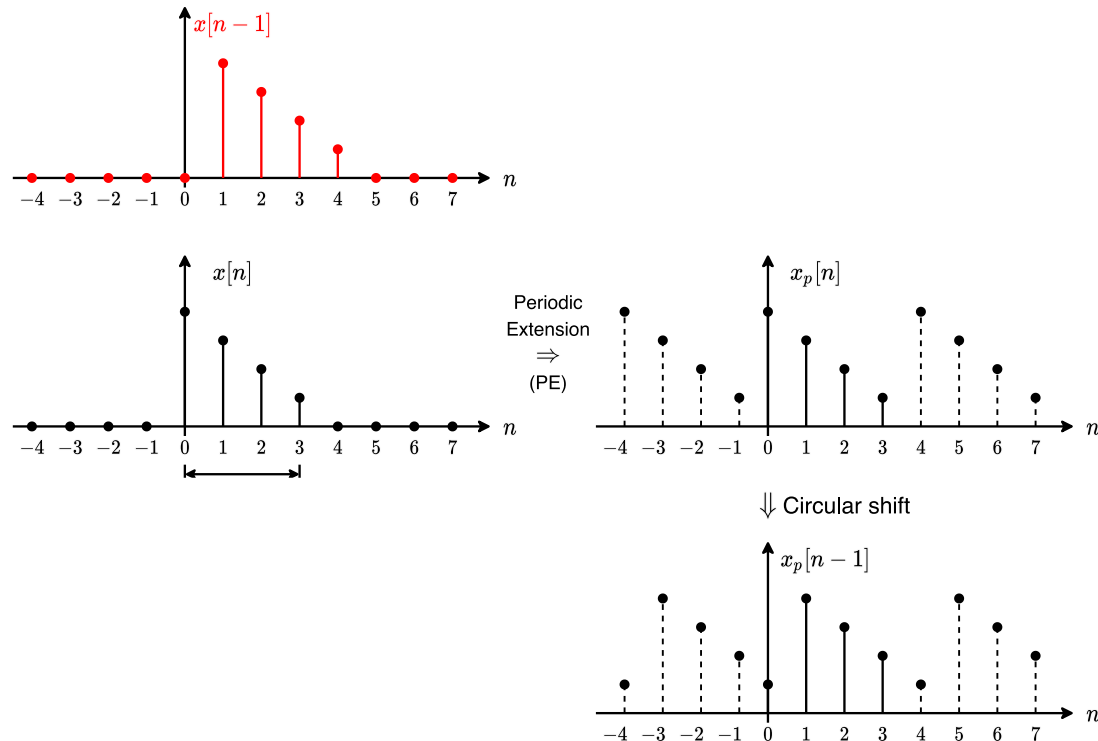 x[n − 1]
n
−4 −3 −2 −1 0 1 2 3 4 5 6 7
x[n]
n
−4 −3 −2 −1 0 1 2 3 4 5 6 7
Periodic
Extension
⇒
(PE)
x_p[n]
n
−4 −3 −2 −1 0 1 2 3 4 5 6 7
⇓ Circular shift
x_p[n − 1]
n
−4 −3 −2 −1 0 1 2 3 4 5 6 7